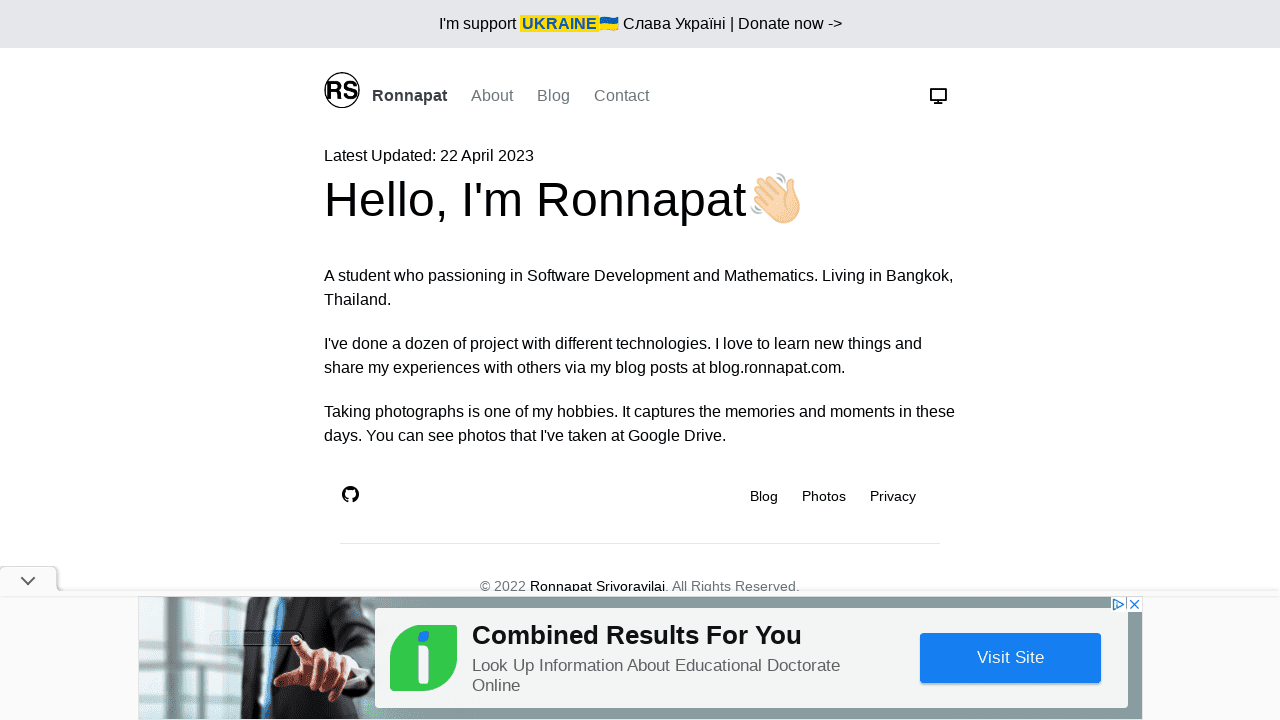 I'm support UKRAINE🇺🇦 Слава Україні | Donate now ->
RS Ronnapat About Blog Contact
Latest Updated: 22 April 2023
Hello, I'm Ronnapat👋🏻
A student who passioning in Software Development and Mathematics. Living in Bangkok,
Thailand.
I've done a dozen of project with different technologies. I love to learn new things and
share my experiences with others via my blog posts at blog.ronnapat.com.
Taking photographs is one of my hobbies. It captures the memories and moments in these
days. You can see photos that I've taken at Google Drive.
Blog Photos Privacy
© 2022 Ronnapat Srivoravilai. All Rights Reserved.
Combined Results For You
Look Up Information About Educational Doctorate
Online
Visit Site